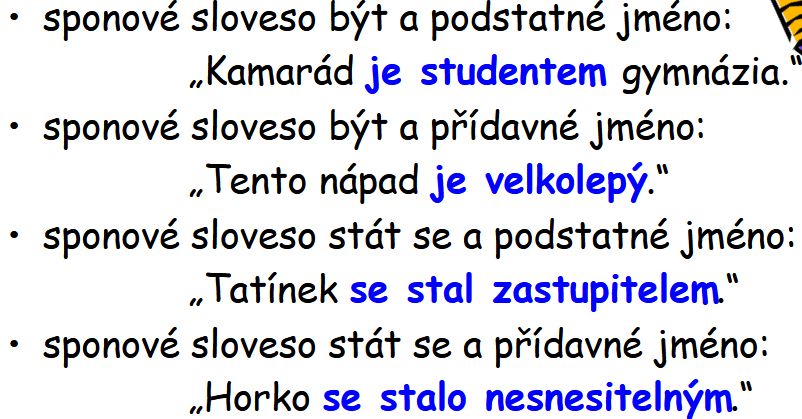 • sponové sloveso být a podstatné jméno:
„Kamarád je studentem gymnázia.“
• sponové sloveso být a přídavné jméno:
„Tento nápad je velkolepý.“
• sponové sloveso stát se a podstatné jméno:
„Tatínek se stal zastupitelem.“
• sponové sloveso stát se a přídavné jméno:
„Horko se stalo nesnesitelným.“